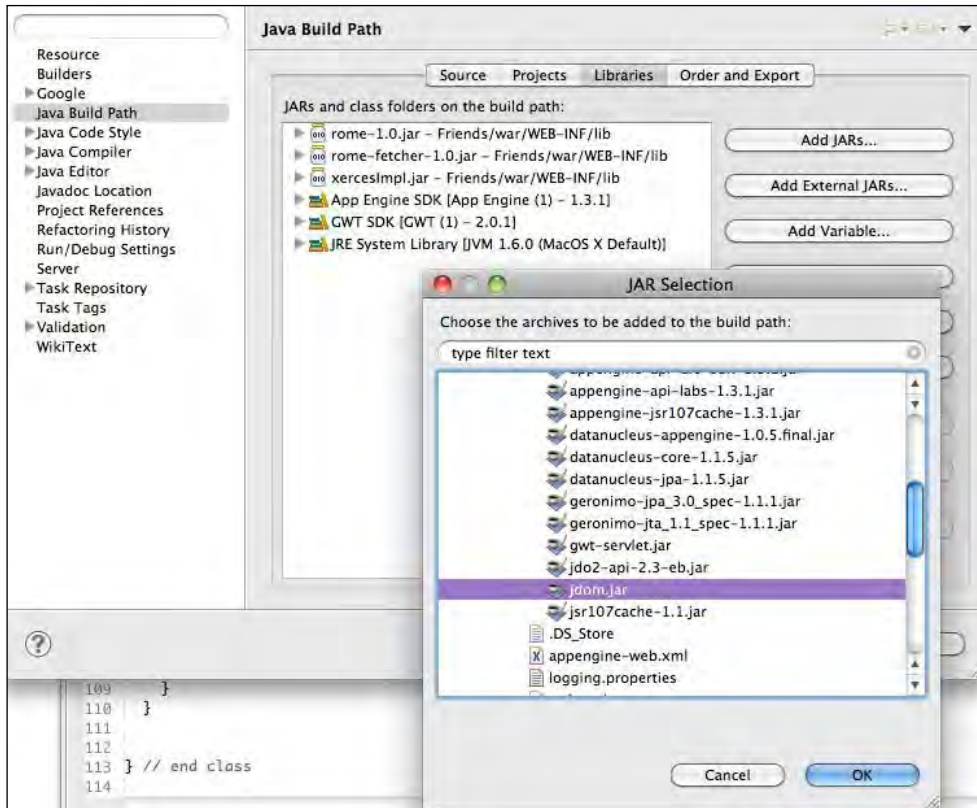 Java Build Path
Resource
Builders
Google
Java Build Path
Java Code Style
Java Compiler
Java Editor
Javadoc Location
Project References
Refactoring History
Run/Debug Settings
Server
Task Repository
Task Tags
Validation
WikiText
Source Projects Libraries Order and Export
JARs and class folders on the build path:
rome-1.0.jar – Friends/war/WEB-INF/lib
rome-fetcher-1.0.jar – Friends/war/WEB-INF/lib
xercesImpl.jar – Friends/war/WEB-INF/lib
App Engine SDK [App Engine (1) – 1.3.1]
GWT SDK [GWT (1) – 2.0.1]
JRE System Library [JVM 1.6.0 (MacOS X Default)]
Add JARs...
Add External JARs...
Add Variable...
JAR Selection
Choose the archives to be added to the build path:
type filter text
appengine-api-labs-1.3.1.jar
appengine-jsr107cache-1.3.1.jar
datanucleus-appengine-1.0.5.final.jar
datanucleus-core-1.1.5.jar
datanucleus-jpa-1.1.5.jar
geronimo-jpa_3.0_spec-1.1.1.jar
geronimo-jta_1.1_spec-1.1.1.jar
gwt-servlet.jar
jdo2-api-2.3-eb.jar
jdom.jar
jsr107cache-1.1.jar
.DS_Store
appengine-web.xml
logging.properties
Cancel OK
?
109 }
110 }
111
112
113 } // end class
114